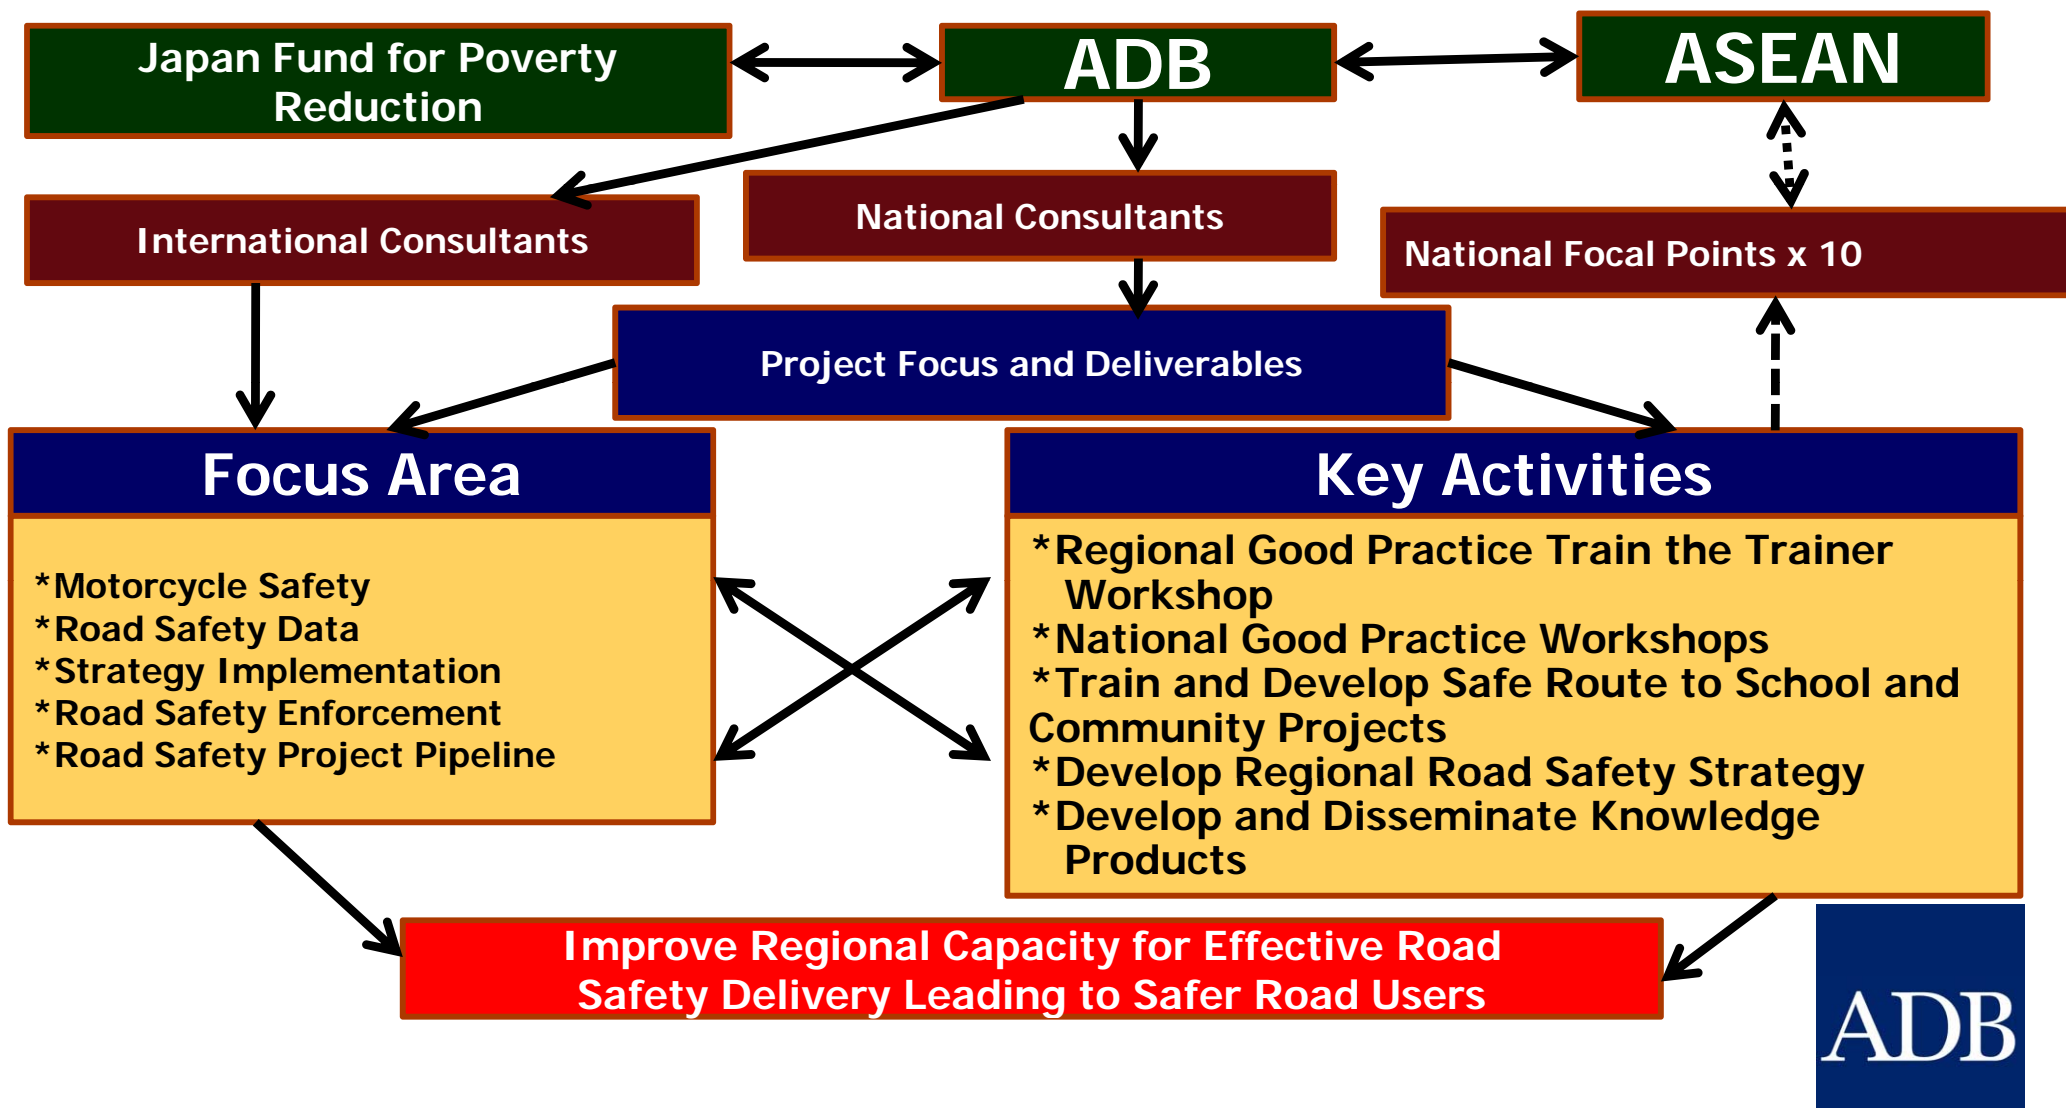 Japan Fund for Poverty
Reduction
ADB
ASEAN
International Consultants
National Consultants
National Focal Points x 10
Project Focus and Deliverables
Focus Area
*Motorcycle Safety
*Road Safety Data
*Strategy Implementation
*Road Safety Enforcement
*Road Safety Project Pipeline
Key Activities
*Regional Good Practice Train the Trainer
Workshop
*National Good Practice Workshops
*Train and Develop Safe Route to School and
Community Projects
*Develop Regional Road Safety Strategy
*Develop and Disseminate Knowledge
Products
Improve Regional Capacity for Effective Road
Safety Delivery Leading to Safer Road Users
ADB